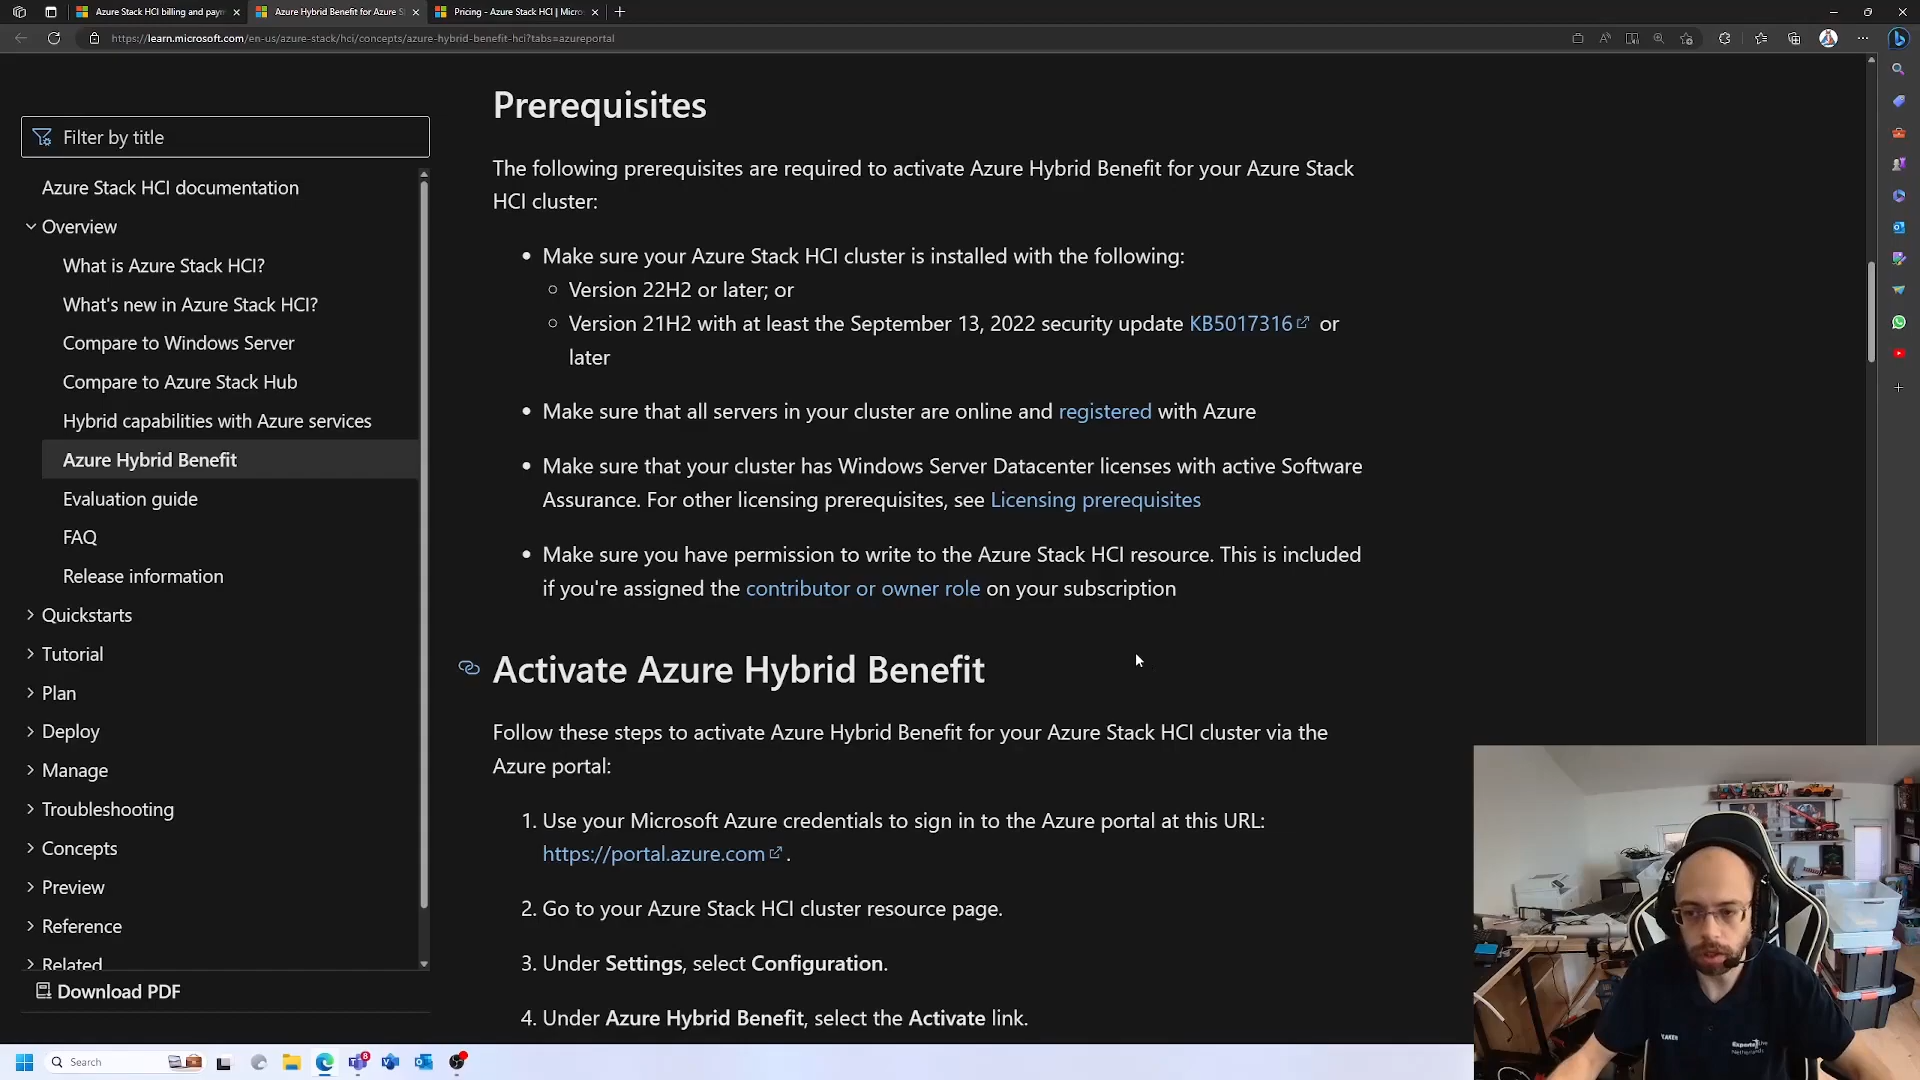 Azure Stack HCI billing and payn
Azure Hybrid Benefit for Azure S
Pricing - Azure Stack HCI | Micro
https://learn.microsoft.com/en-us/azure-stack/hci/concepts/azure-hybrid-benefit-hci?tabs=azureportal
Filter by title
Azure Stack HCI documentation
Overview
What is Azure Stack HCI?
What's new in Azure Stack HCI?
Compare to Windows Server
Compare to Azure Stack Hub
Hybrid capabilities with Azure services
Azure Hybrid Benefit
Evaluation guide
FAQ
Release information
Quickstarts
Tutorial
Plan
Deploy
Manage
Troubleshooting
Concepts
Preview
Reference
Related
Download PDF
Prerequisites
The following prerequisites are required to activate Azure Hybrid Benefit for your Azure Stack
HCI cluster:
• Make sure your Azure Stack HCI cluster is installed with the following:
○ Version 22H2 or later; or
○ Version 21H2 with at least the September 13, 2022 security update KB5017316 or
later
• Make sure that all servers in your cluster are online and registered with Azure
• Make sure that your cluster has Windows Server Datacenter licenses with active Software
Assurance. For other licensing prerequisites, see Licensing prerequisites
• Make sure you have permission to write to the Azure Stack HCI resource. This is included
if you're assigned the contributor or owner role on your subscription
Activate Azure Hybrid Benefit
Follow these steps to activate Azure Hybrid Benefit for your Azure Stack HCI cluster via the
Azure portal:
1. Use your Microsoft Azure credentials to sign in to the Azure portal at this URL:
https://portal.azure.com .
2. Go to your Azure Stack HCI cluster resource page.
3. Under Settings, select Configuration.
4. Under Azure Hybrid Benefit, select the Activate link.
Search